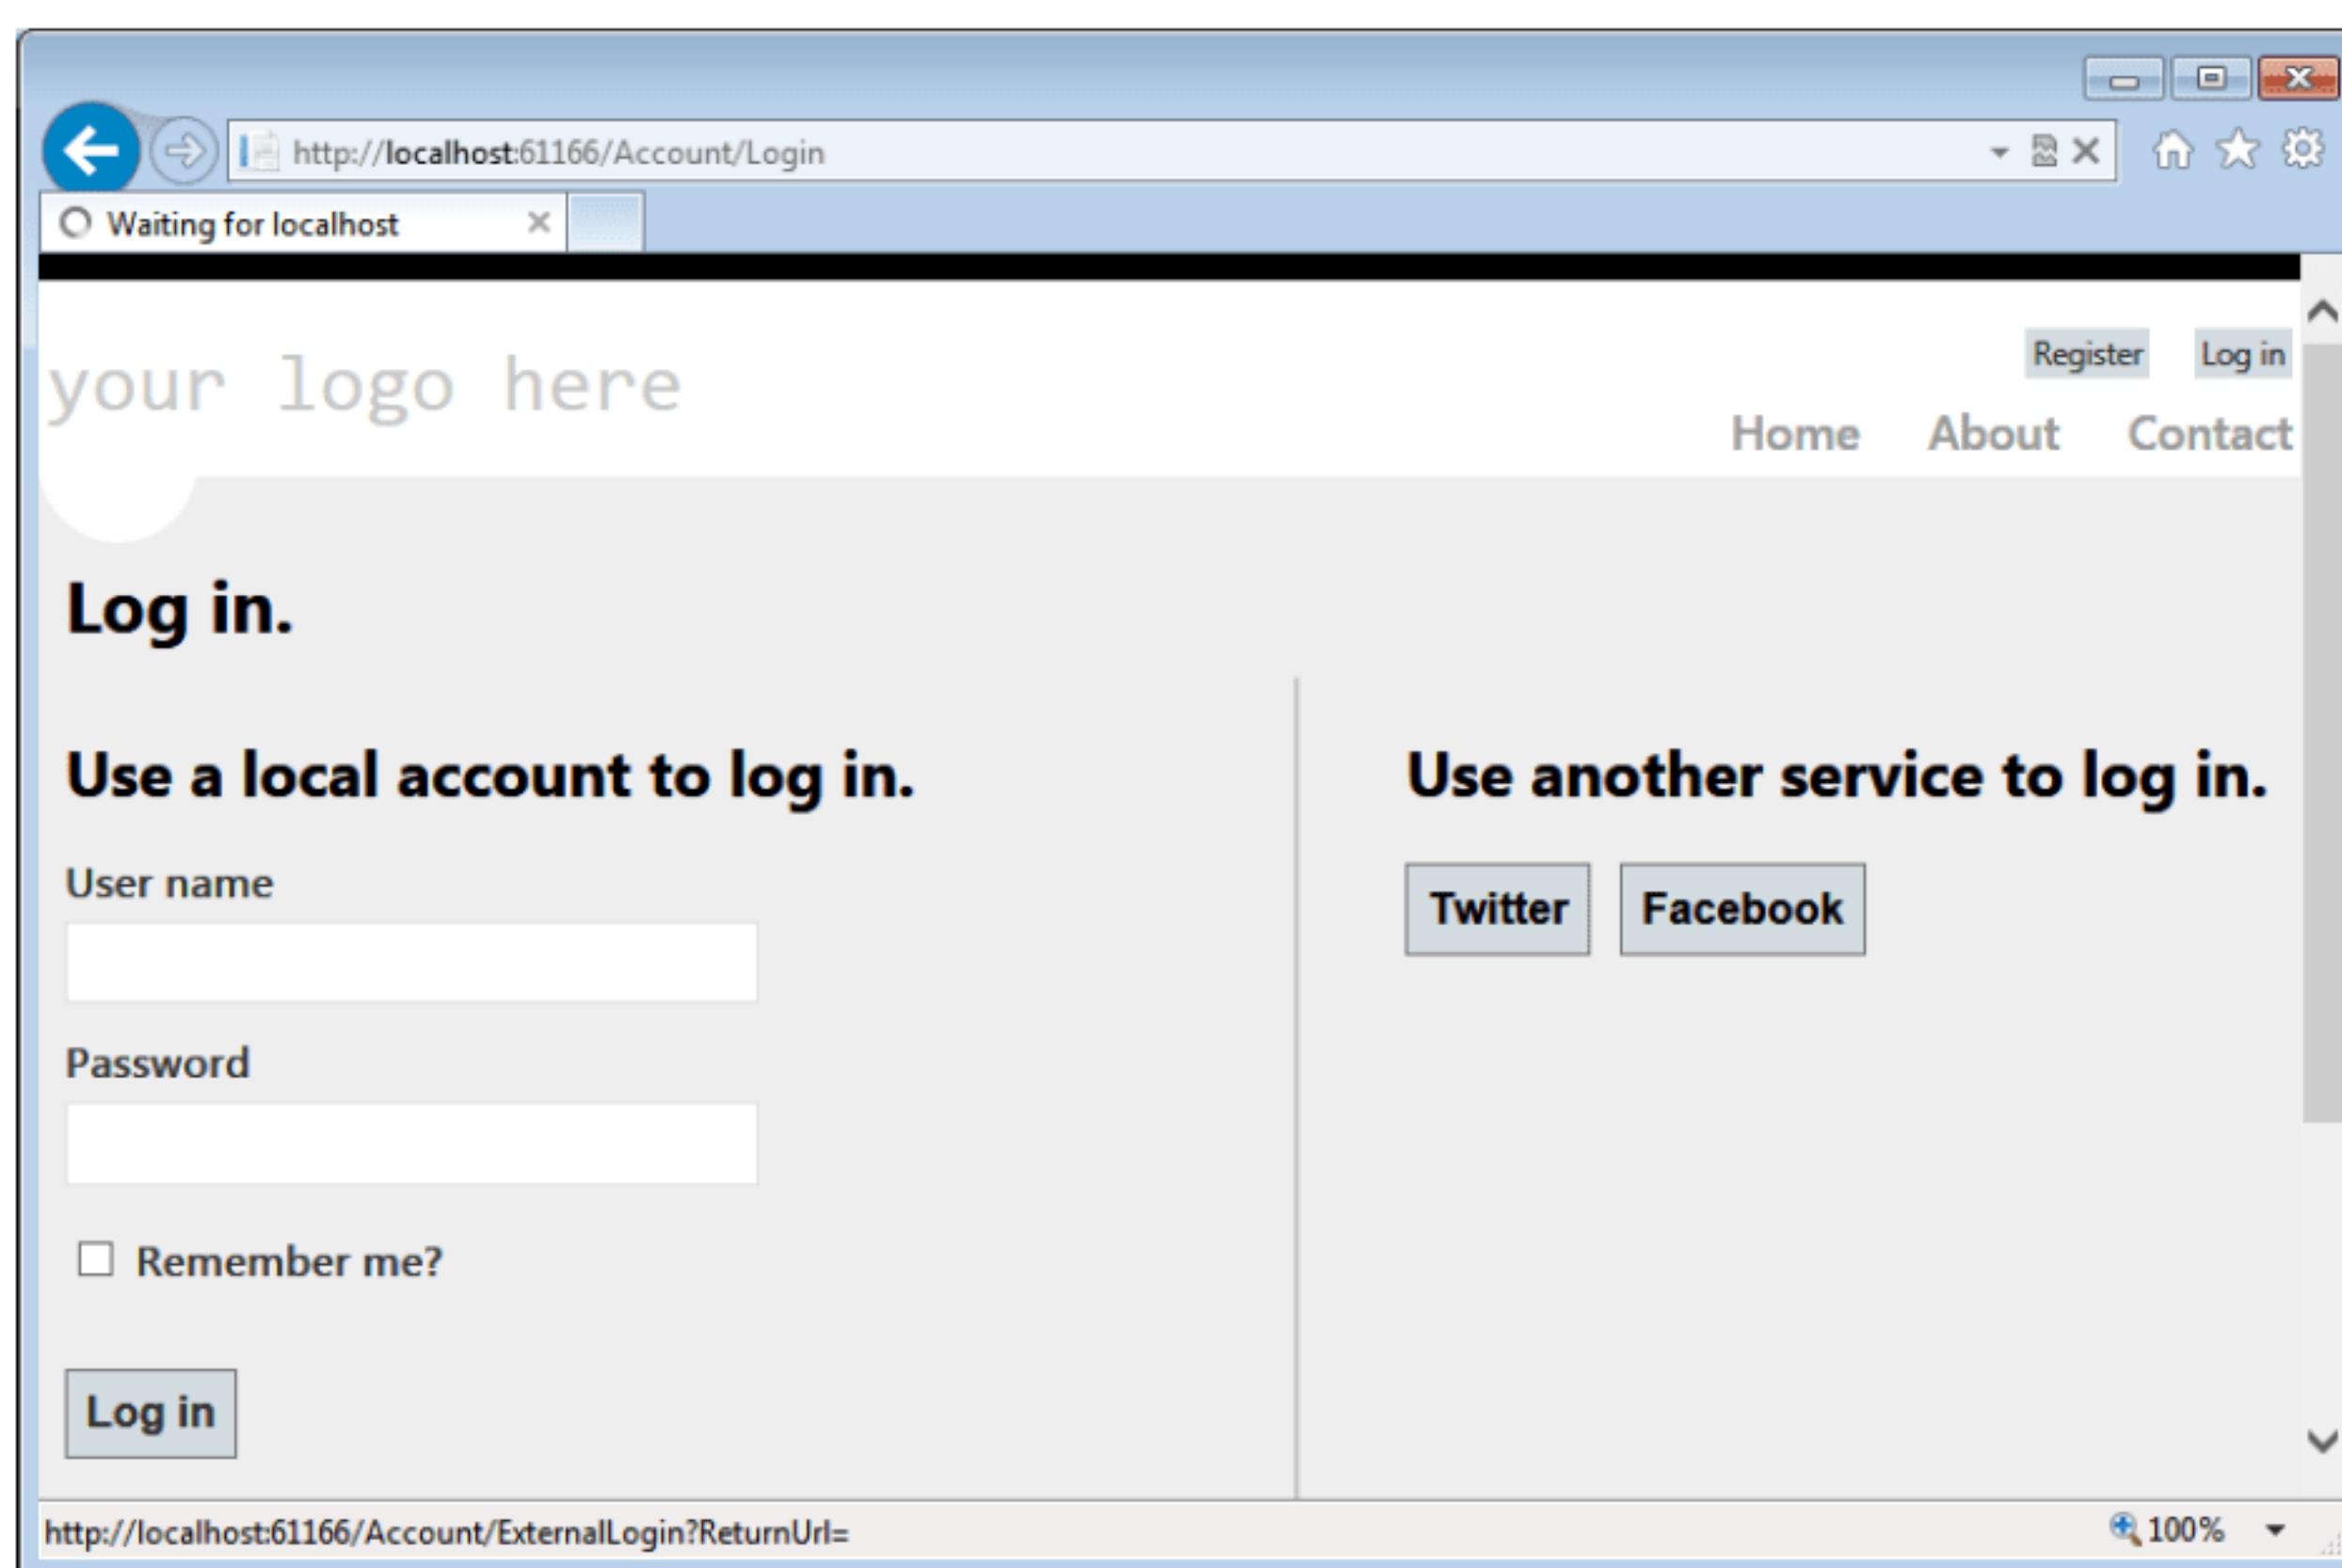 http://localhost:61166/Account/Login
Waiting for localhost
your logo here
Register Log in
Home About Contact
Log in.
Use a local account to log in.
User name
Password
Remember me?
Log in
Use another service to log in.
Twitter Facebook
http://localhost:61166/Account/ExternalLogin?ReturnUrl=
100%